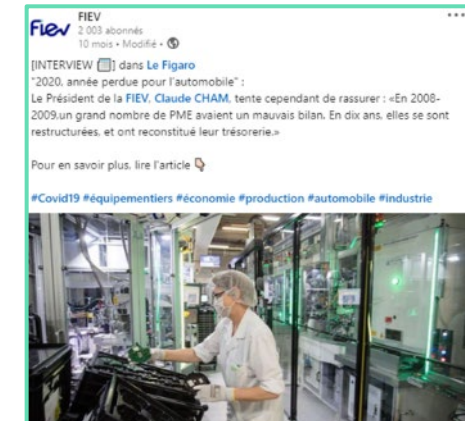 Fiev
FIEV
2 003 abonnés
10 mois • Modifié •
[INTERVIEW] dans Le Figaro
"2020, année perdue pour l'automobile" :
Le Président de la FIEV, Claude CHAM, tente cependant de rassurer : «En 2008-
2009,un grand nombre de PME avaient un mauvais bilan. En dix ans, elles se sont
restructurées, et ont reconstitué leur trésorerie.»
Pour en savoir plus, lire l'article
#Covid19 #équipementiers #économie #production #automobile #industrie